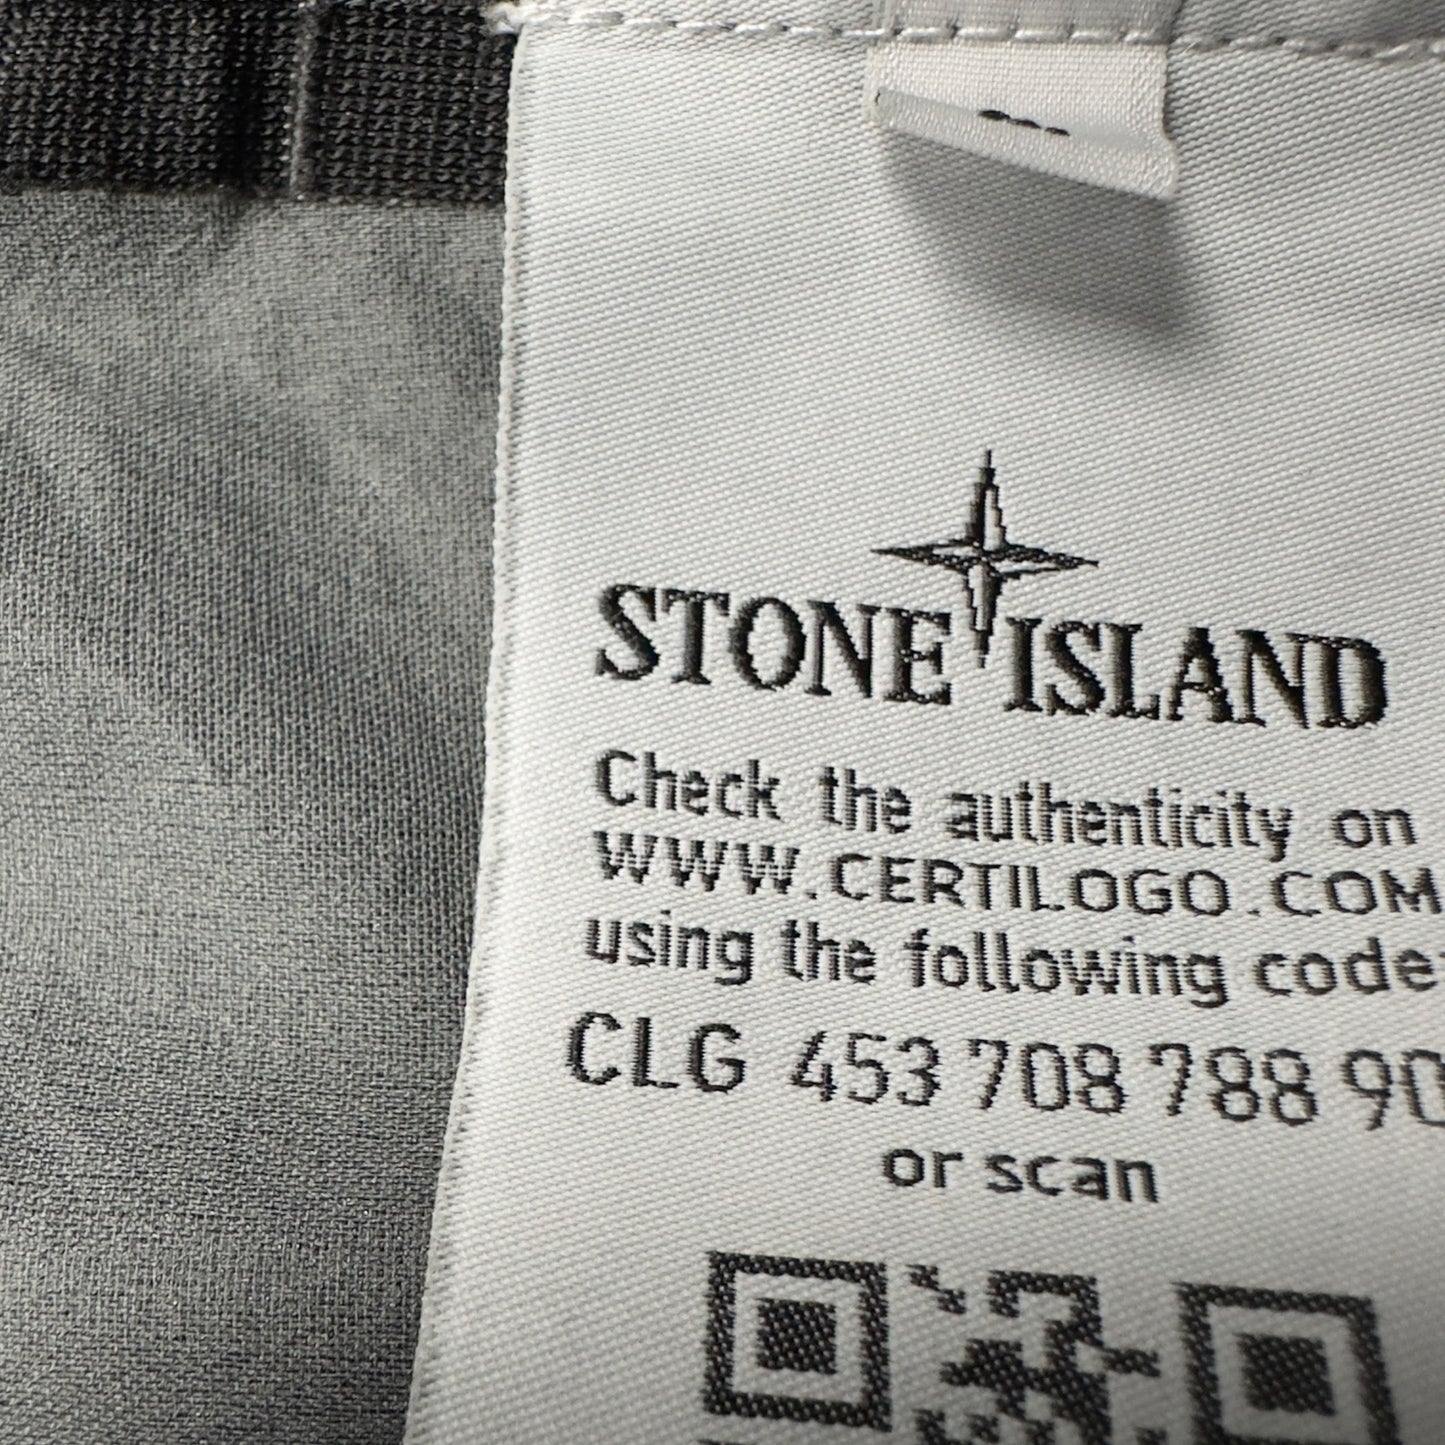 STONE ISLAND
Check the authenticity on
WWW.CERTILOGO.COM
using the following code:
CLG 453 708 788 90
or scan